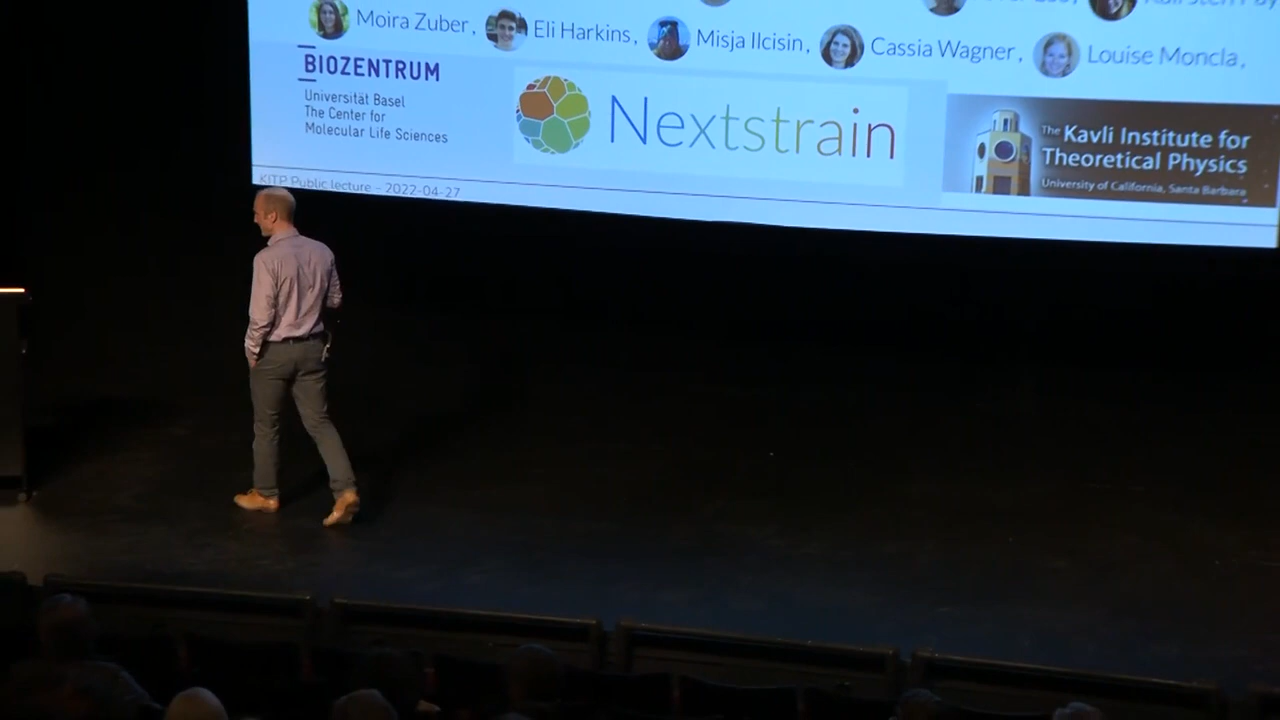 Moira Zuber, Eli Harkins, Misja Ilcisin, Cassia Wagner, Louise Moncla,
BIOZENTRUM
Universität Basel
The Center for
Molecular Life Sciences
Nextstrain
The Kavli Institute for
Theoretical Physics
University of California, Santa Barbara
KITP Public lecture – 2022-04-27